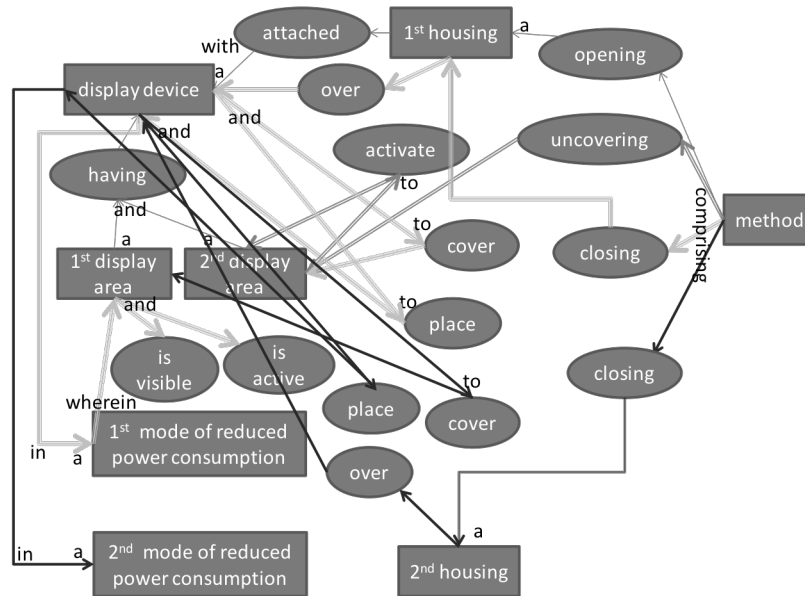 attached
1st housing
a
opening
with
a
display device
over
and
and
activate
uncovering
having
to
and
a
a
1st display
area
2nd display
area
to
cover
closing
comprising
method
and
to
place
is
visible
is
active
closing
wherein
to
place
cover
1st mode of reduced
power consumption
in
a
over
a
in
a
2nd mode of reduced
power consumption
2nd housing